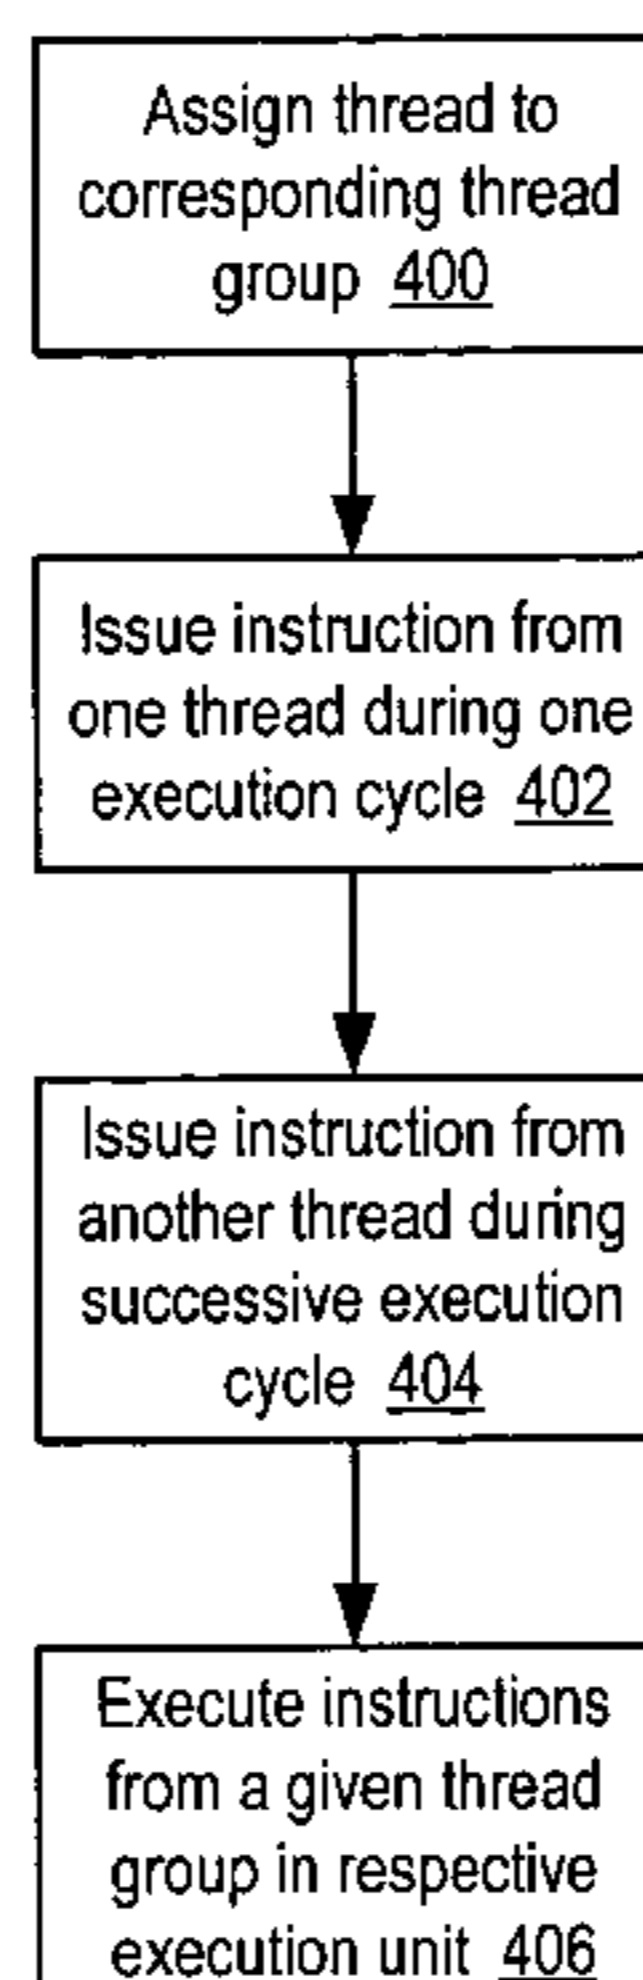 Assign thread to
corresponding thread
group 400
Issue instruction from
one thread during one
execution cycle 402
Issue instruction from
another thread during
successive execution
cycle 404
Execute instructions
from a given thread
group in respective
execution unit 406